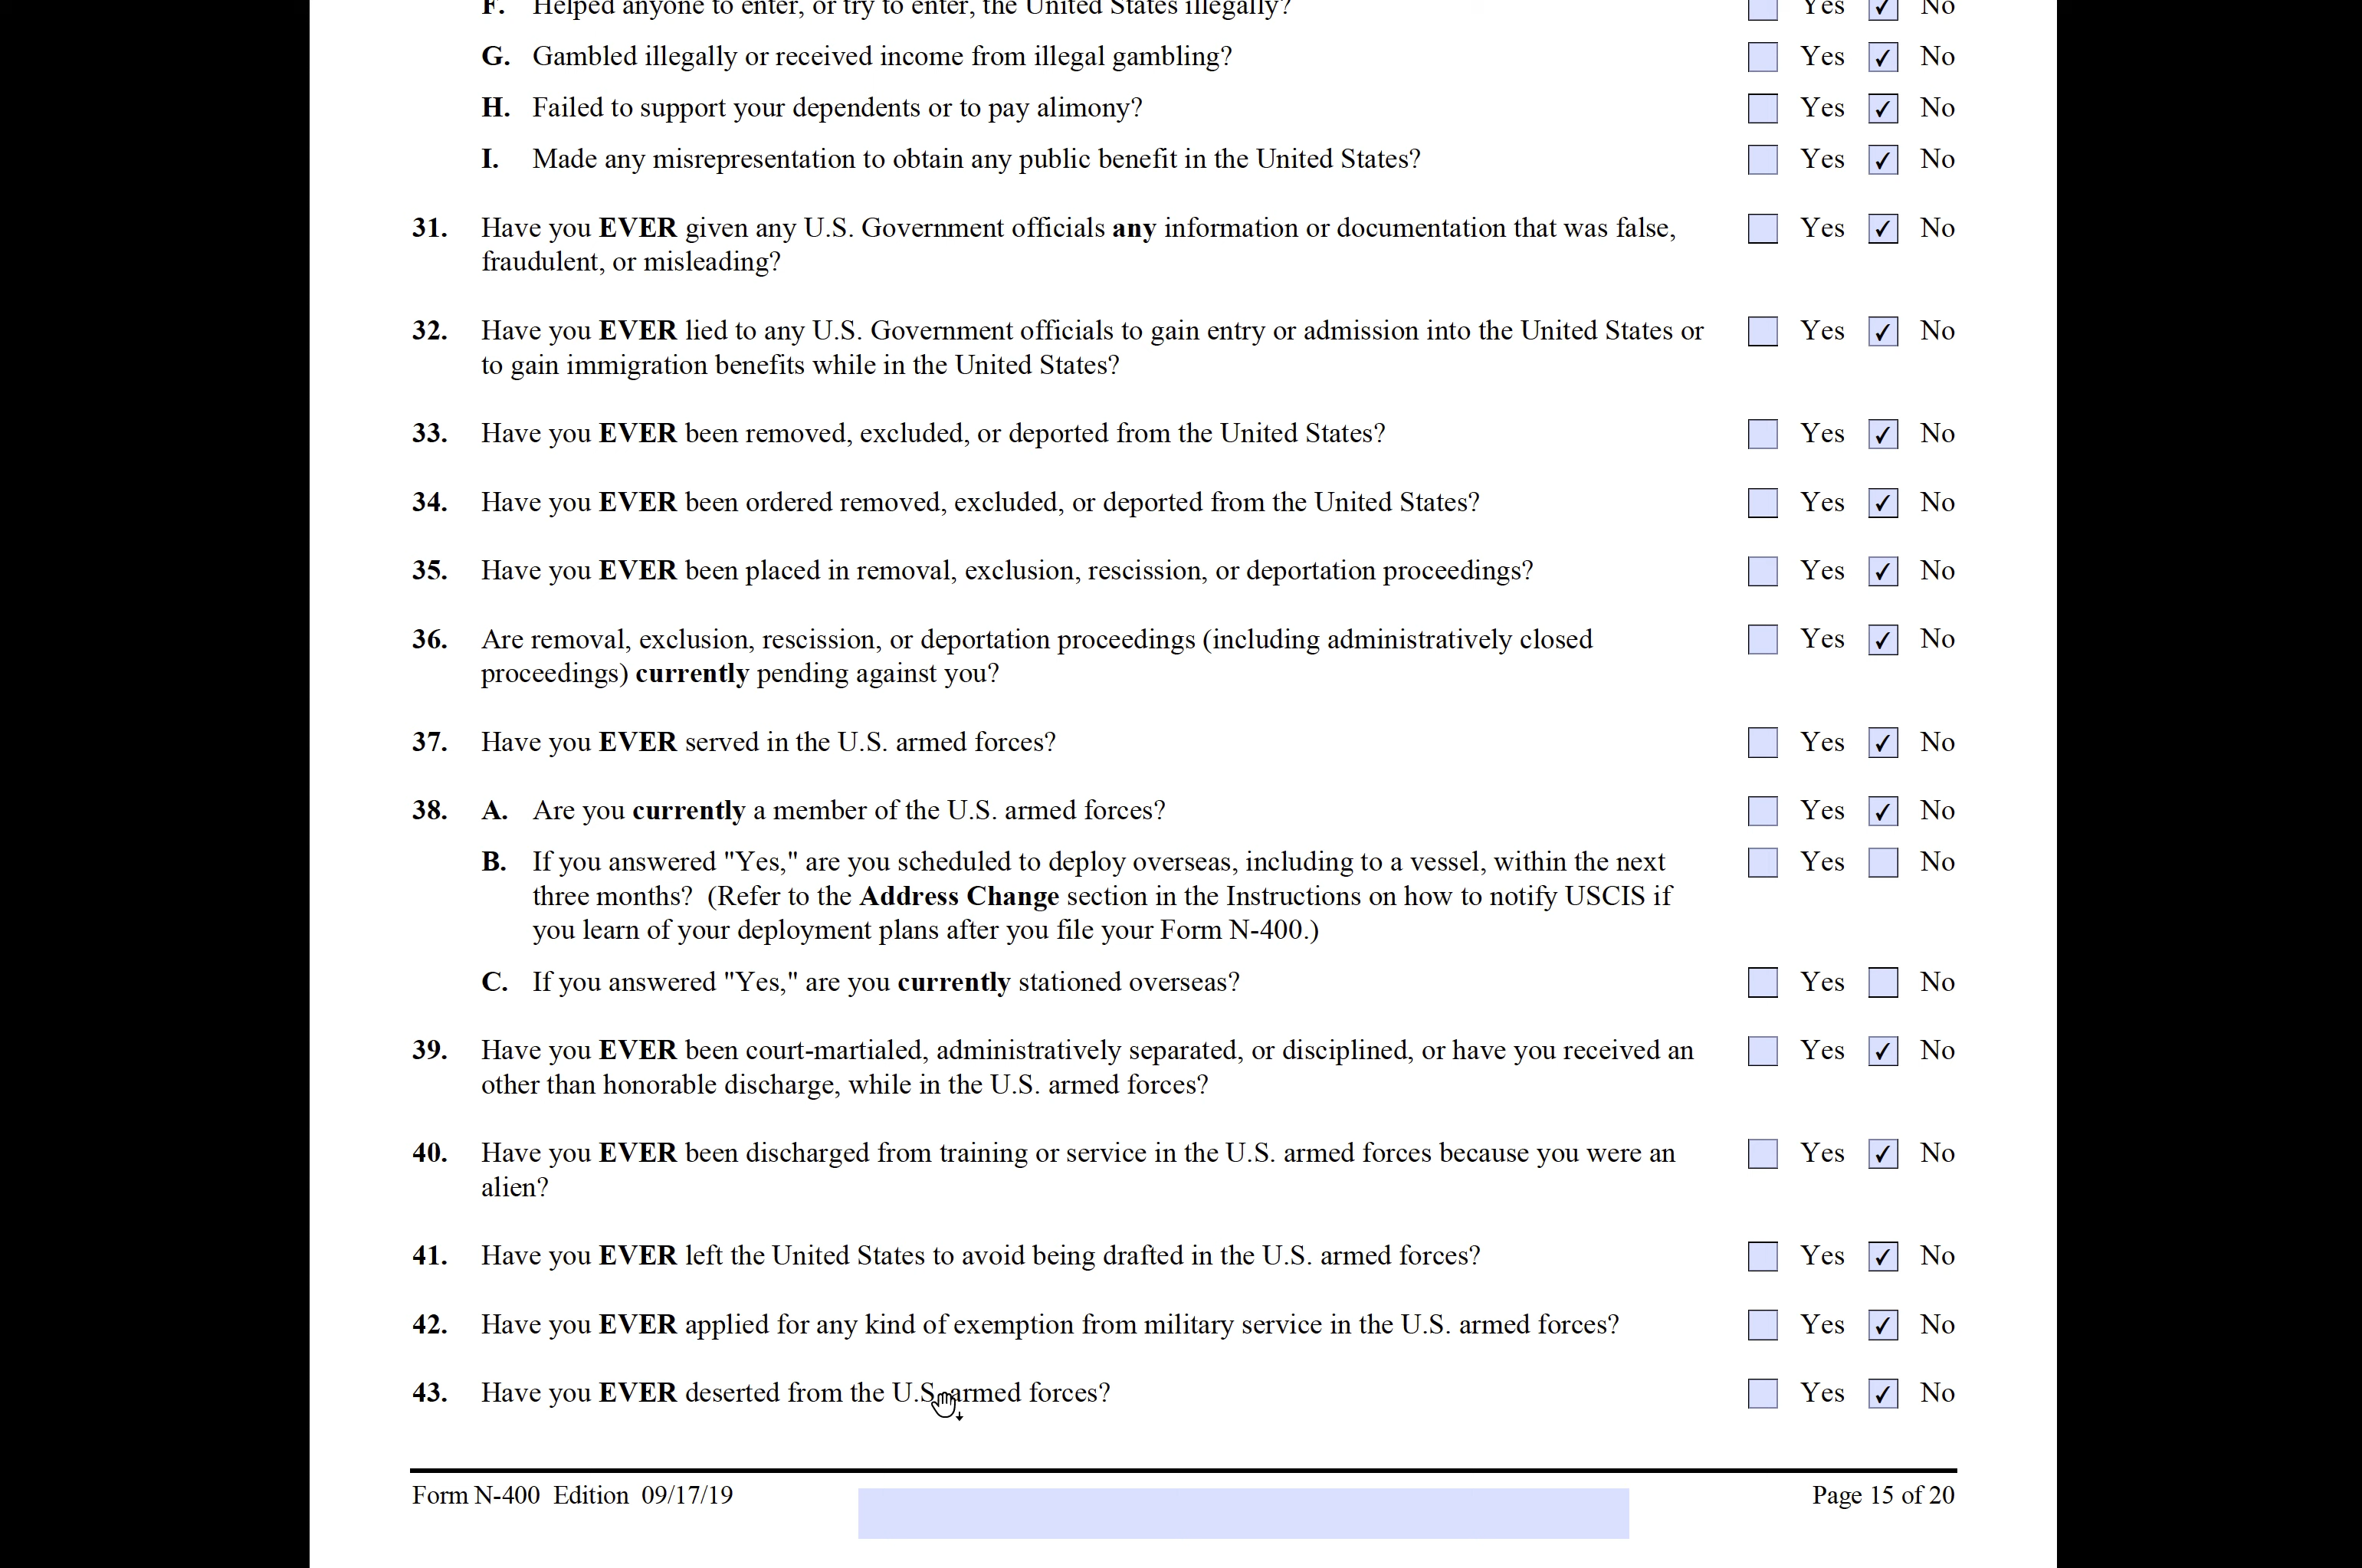 F. Helped anyone to enter, or try to enter, the United States illegally? Yes ✓ No
G. Gambled illegally or received income from illegal gambling? Yes ✓ No
H. Failed to support your dependents or to pay alimony? Yes ✓ No
I. Made any misrepresentation to obtain any public benefit in the United States? Yes ✓ No
31. Have you EVER given any U.S. Government officials any information or documentation that was false, Yes ✓ No
fraudulent, or misleading?
32. Have you EVER lied to any U.S. Government officials to gain entry or admission into the United States or Yes ✓ No
to gain immigration benefits while in the United States?
33. Have you EVER been removed, excluded, or deported from the United States? Yes ✓ No
34. Have you EVER been ordered removed, excluded, or deported from the United States? Yes ✓ No
35. Have you EVER been placed in removal, exclusion, rescission, or deportation proceedings? Yes ✓ No
36. Are removal, exclusion, rescission, or deportation proceedings (including administratively closed Yes ✓ No
proceedings) currently pending against you?
37. Have you EVER served in the U.S. armed forces? Yes ✓ No
38. A. Are you currently a member of the U.S. armed forces? Yes ✓ No
B. If you answered "Yes," are you scheduled to deploy overseas, including to a vessel, within the next Yes No
three months? (Refer to the Address Change section in the Instructions on how to notify USCIS if
you learn of your deployment plans after you file your Form N-400.)
C. If you answered "Yes," are you currently stationed overseas? Yes No
39. Have you EVER been court-martialed, administratively separated, or disciplined, or have you received an Yes ✓ No
other than honorable discharge, while in the U.S. armed forces?
40. Have you EVER been discharged from training or service in the U.S. armed forces because you were an Yes ✓ No
alien?
41. Have you EVER left the United States to avoid being drafted in the U.S. armed forces? Yes ✓ No
42. Have you EVER applied for any kind of exemption from military service in the U.S. armed forces? Yes ✓ No
43. Have you EVER deserted from the U.S. armed forces? Yes ✓ No
Form N-400 Edition 09/17/19 Page 15 of 20